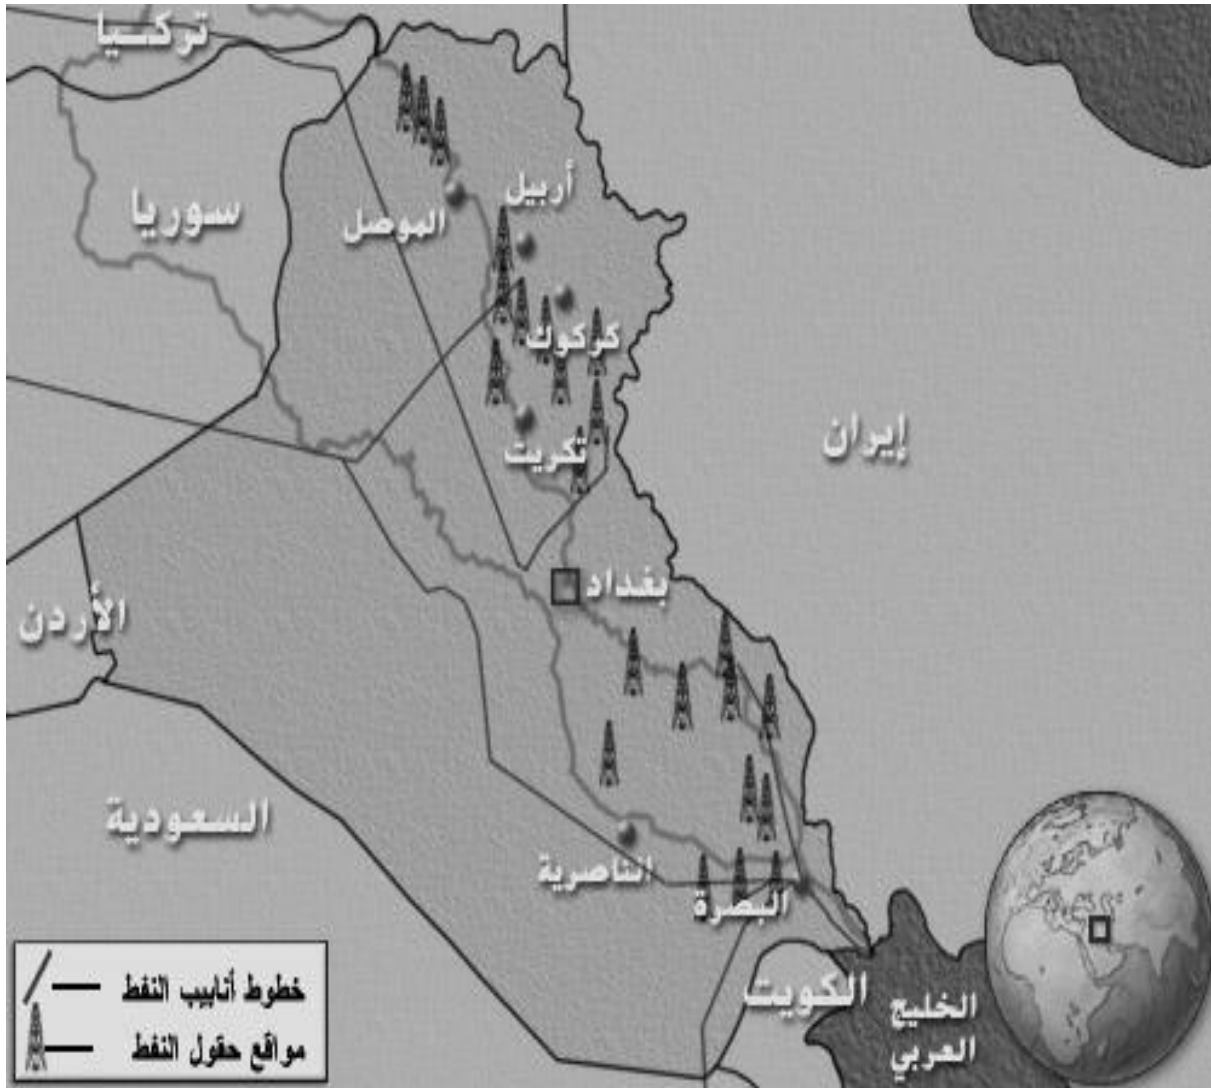 تركيا
سوريا
الموصل
أربيل
كركوك
تكريت
إيران
بغداد
الأردن
السعودية
الناصرية
البصرة
الكويت
الخليج
العربي
خطوط أنابيب النفط
مواقع حقول النفط